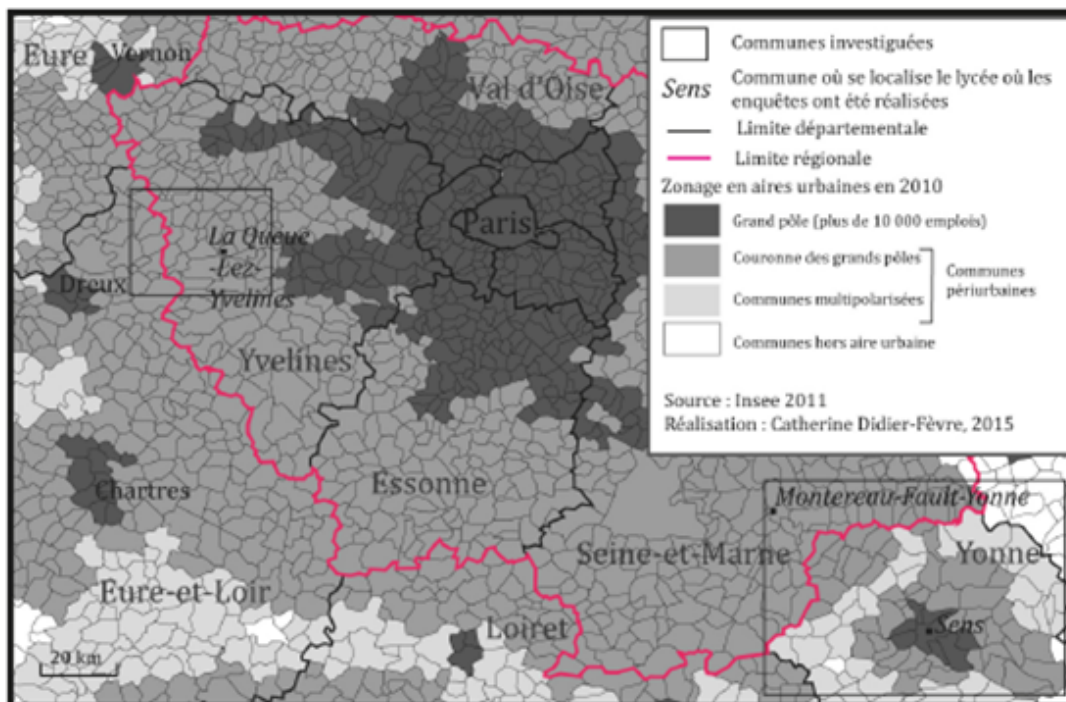 Eure
Vernon
Val d'Oise
Paris
La Queue
-Lez-
Yvelines
Dreux
Yvelines
Chartres
Essonne
Montereau-Fault-Yonne
Seine-et-Marne
Yonne
Eure-et-Loir
Loiret
Sens
20 km
Communes investiguées
Sens
Commune où se localise le lycée où les
enquêtes ont été réalisées
Limite départementale
Limite régionale
Zonage en aires urbaines en 2010
Grand pôle (plus de 10 000 emplois)
Couronne des grands pôles
Communes multipolarisées
Communes
périurbaines
Communes hors aire urbaine
Source : Insee 2011
Réalisation : Catherine Didier-Fèvre, 2015